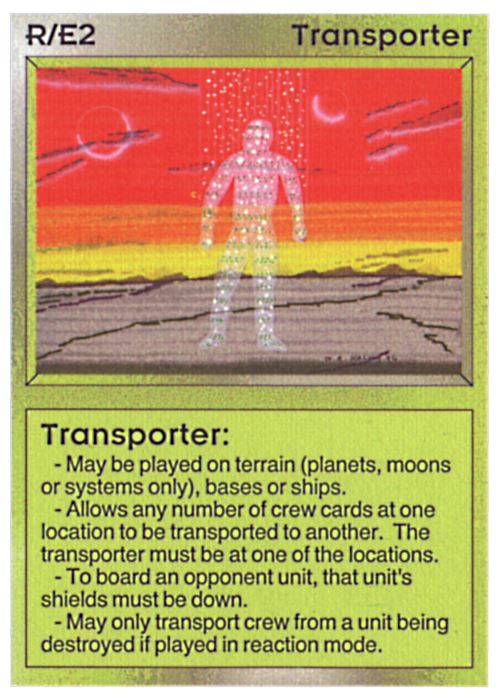 R/E2 Transporter
Transporter:
- May be played on terrain (planets, moons
or systems only), bases or ships.
- Allows any number of crew cards at one
location to be transported to another. The
transporter must be at one of the locations.
- To board an opponent unit, that unit's
shields must be down.
- May only transport crew from a unit being
destroyed if played in reaction mode.